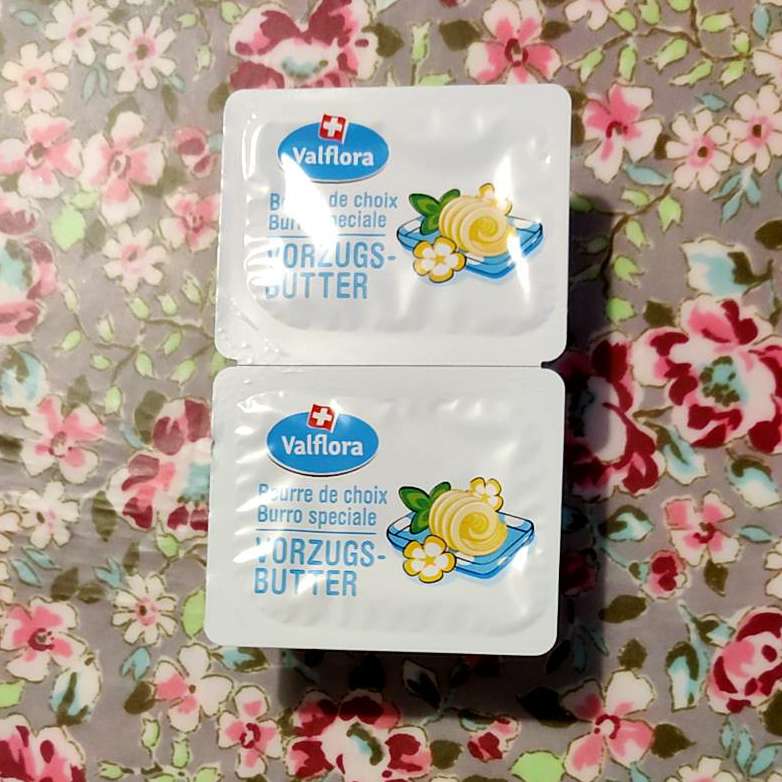 Valflora
Beurre de choix
Burro speciale
VORZUGS-
BUTTER
Valflora
Beurre de choix
Burro speciale
VORZUGS-
BUTTER